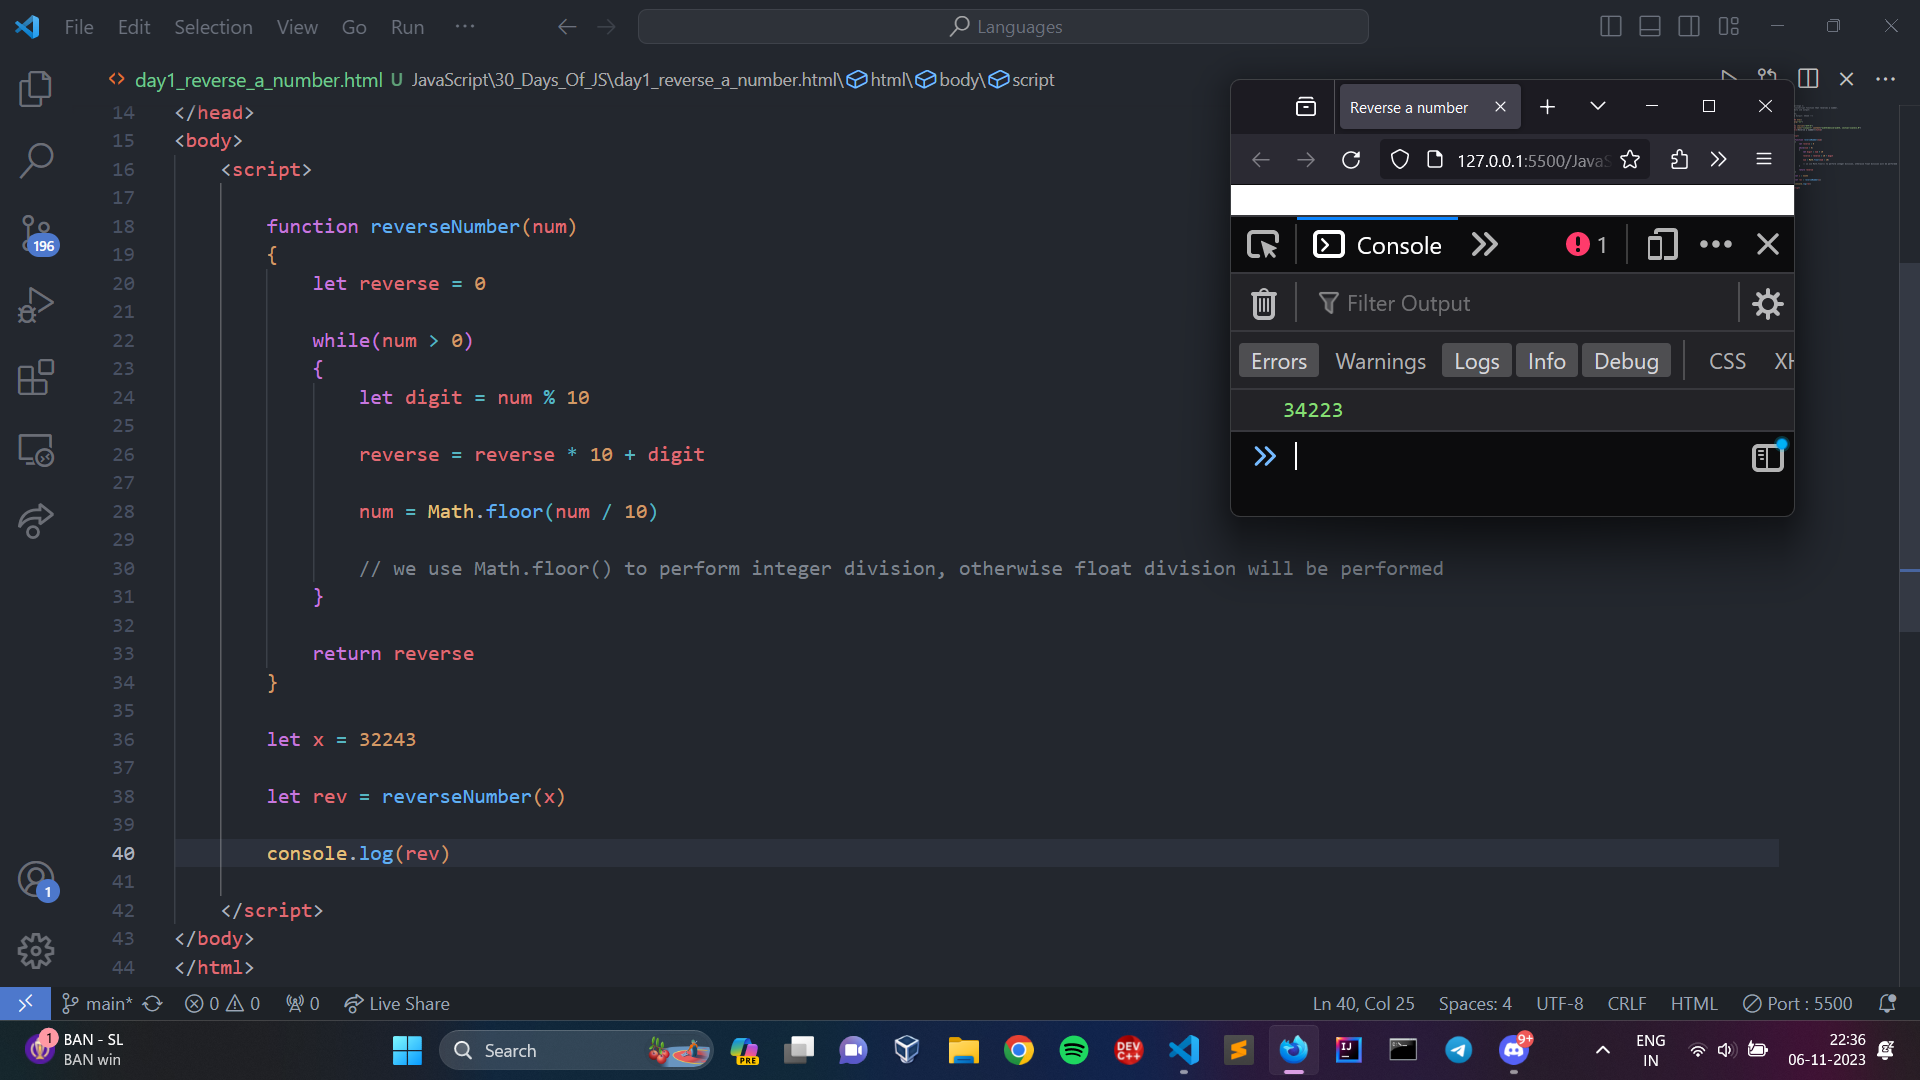 File Edit Selection View Go Run ··· Languages
day1_reverse_a_number.html U JavaScript\30_Days_Of_JS\day1_reverse_a_number.html\html\body\script
14 </head>
15 <body>
16 <script>
17
18 function reverseNumber(num)
19 {
20 let reverse = 0
21
22 while(num > 0)
23 {
24 let digit = num % 10
25
26 reverse = reverse * 10 + digit
27
28 num = Math.floor(num / 10)
29
30 // we use Math.floor() to perform integer division, otherwise float division will be performed
31 }
32
33 return reverse
34 }
35
36 let x = 32243
37
38 let rev = reverseNumber(x)
39
40 console.log(rev)
41
42 </script>
43 </body>
44 </html>
196
1
Reverse a number
127.0.0.1:5500/JavaS
Console 1
Filter Output
Errors Warnings Logs Info Debug CSS XH
34223
main* 0 0 0 Live Share Ln 40, Col 25 Spaces: 4 UTF-8 CRLF HTML Port : 5500
1 BAN - SL
BAN win
Search
PRE
DEV C++
IJ
9+
ENG
IN
22:36
06-11-2023